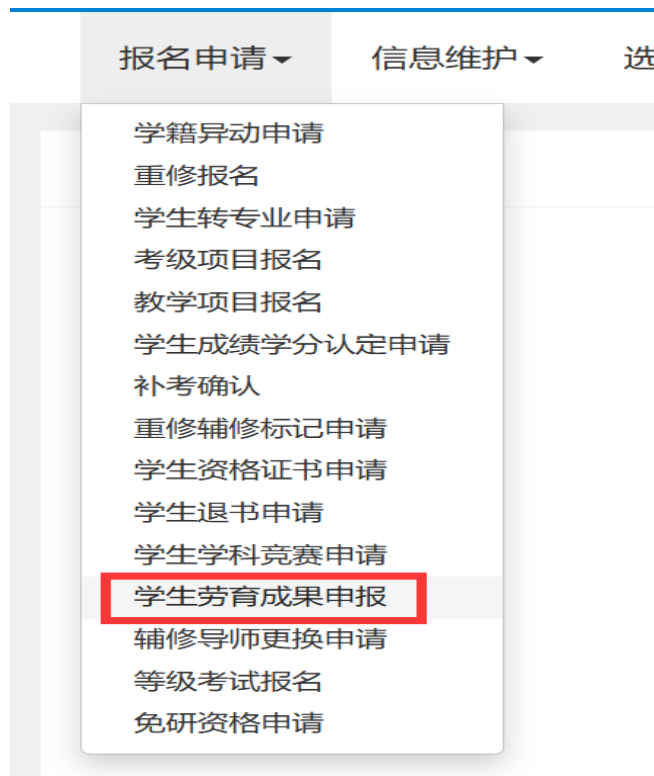 报名申请 信息维护 选
学籍异动申请
重修报名
学生转专业申请
考级项目报名
教学项目报名
学生成绩学分认定申请
补考确认
重修辅修标记申请
学生资格证书申请
学生退书申请
学生学科竞赛申请
学生劳育成果申报
辅修导师更换申请
等级考试报名
免研资格申请